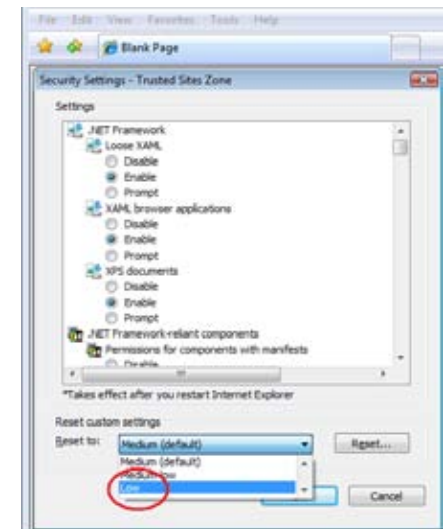 File Edit View Favorites Tools Help
Blank Page
Security Settings - Trusted Sites Zone
Settings
.NET Framework
Loose XAML
Disable
Enable
Prompt
XAML browser applications
Disable
Enable
Prompt
XPS documents
Disable
Enable
Prompt
.NET Framework-reliant components
Permissions for components with manifests
Disable
*Takes effect after you restart Internet Explorer
Reset custom settings
Reset to: Medium (default) Reset...
Medium (default)
Medium-low
Low
Cancel